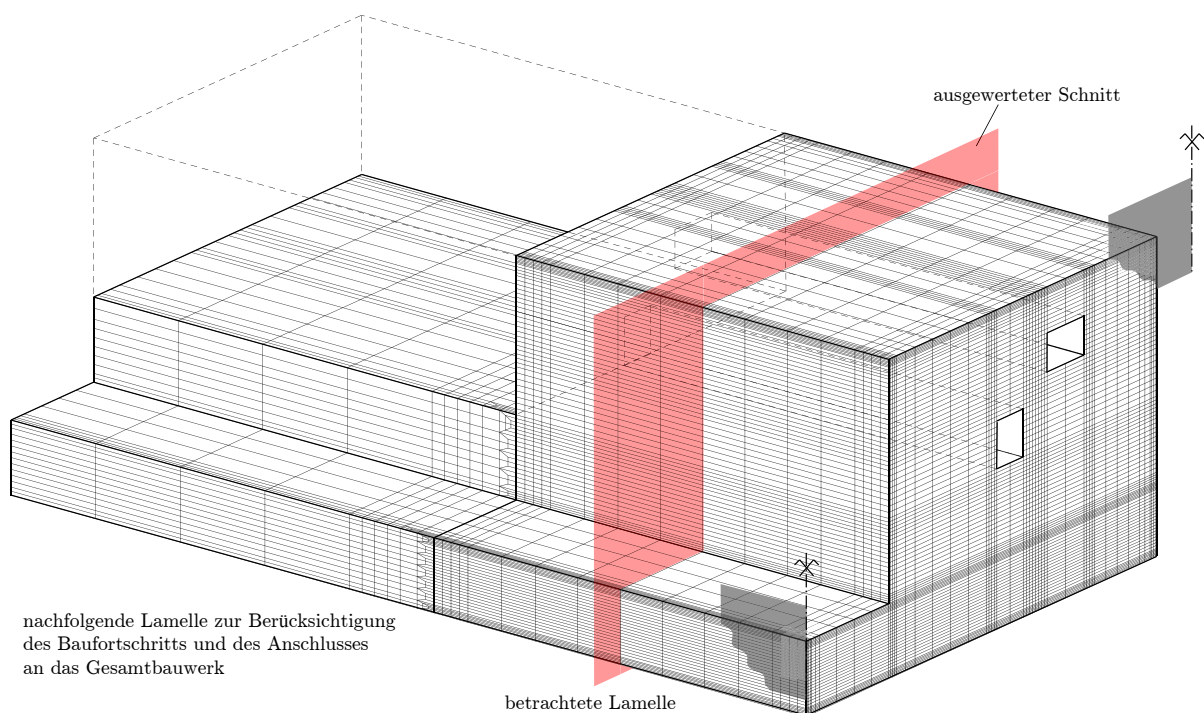 ausgewerteter Schnitt
nachfolgende Lamelle zur Berücksichtigung
des Baufortschritts und des Anschlusses
an das Gesamtbauwerk
betrachtete Lamelle